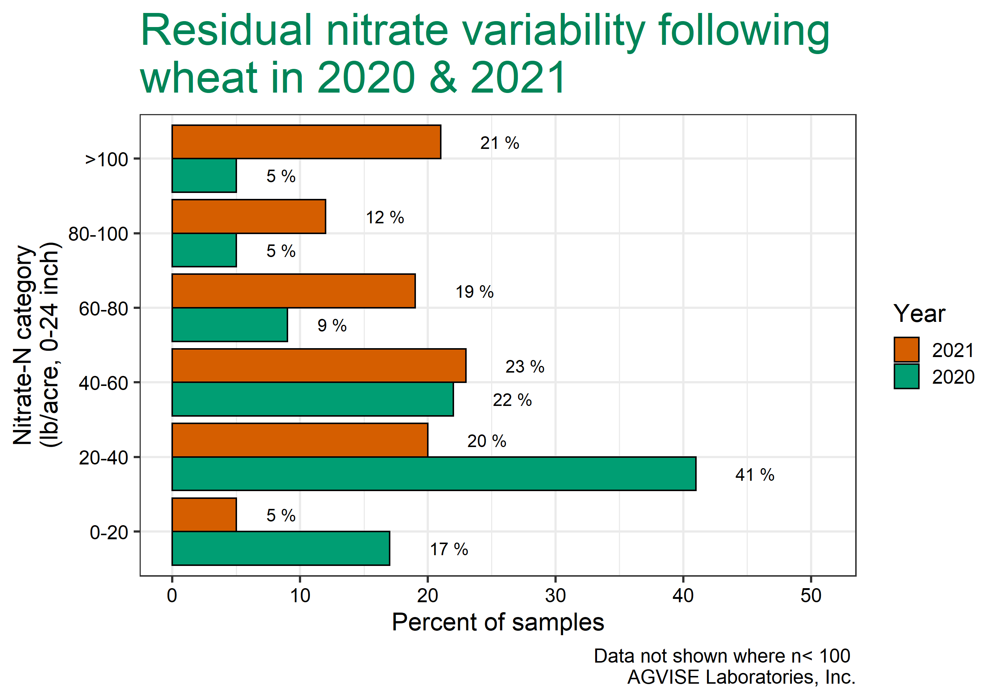 Residual nitrate variability following
wheat in 2020 & 2021
Nitrate-N category
(lb/acre, 0-24 inch)
>100
21 %
5 %
80-100
12 %
5 %
60-80
19 %
9 %
40-60
23 %
22 %
20-40
20 %
41 %
0-20
5 %
17 %
0 10 20 30 40 50
Percent of samples
Year
2021
2020
Data not shown where n< 100
AGVISE Laboratories, Inc.